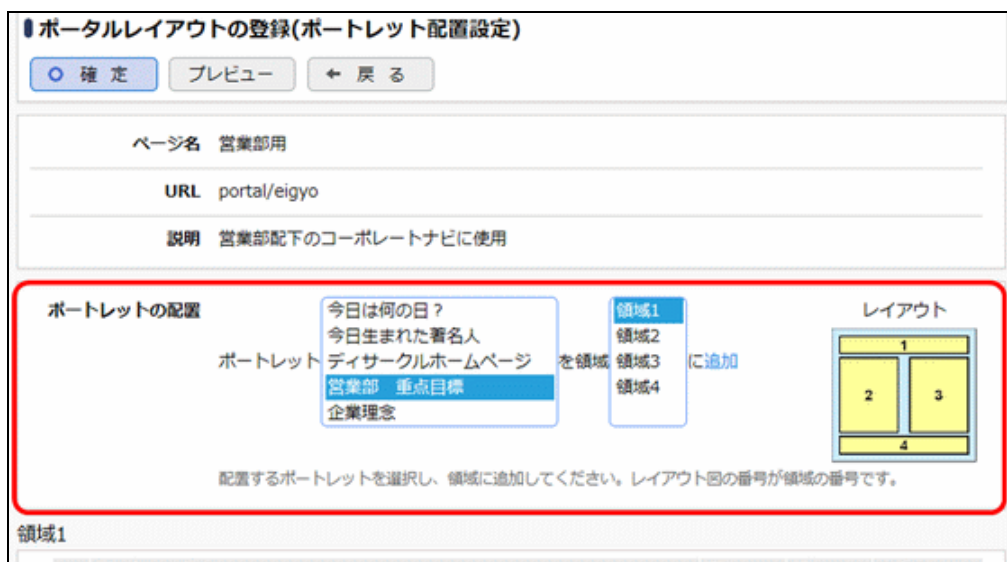 ポータルレイアウトの登録(ポートレット配置設定)
確 定 プレビュー 戻 る
ページ名 営業部用
URL portal/eigyo
説明 営業部配下のコーポレートナビに使用
ポートレットの配置
ポートレット
今日は何の日？
今日生まれた著名人
ディサークルホームページ
営業部 重点目標
企業理念
を領域
領域1
領域2
領域3
領域4
に追加
レイアウト
1
2 3
4
配置するポートレットを選択し、領域に追加してください。レイアウト図の番号が領域の番号です。
領域1